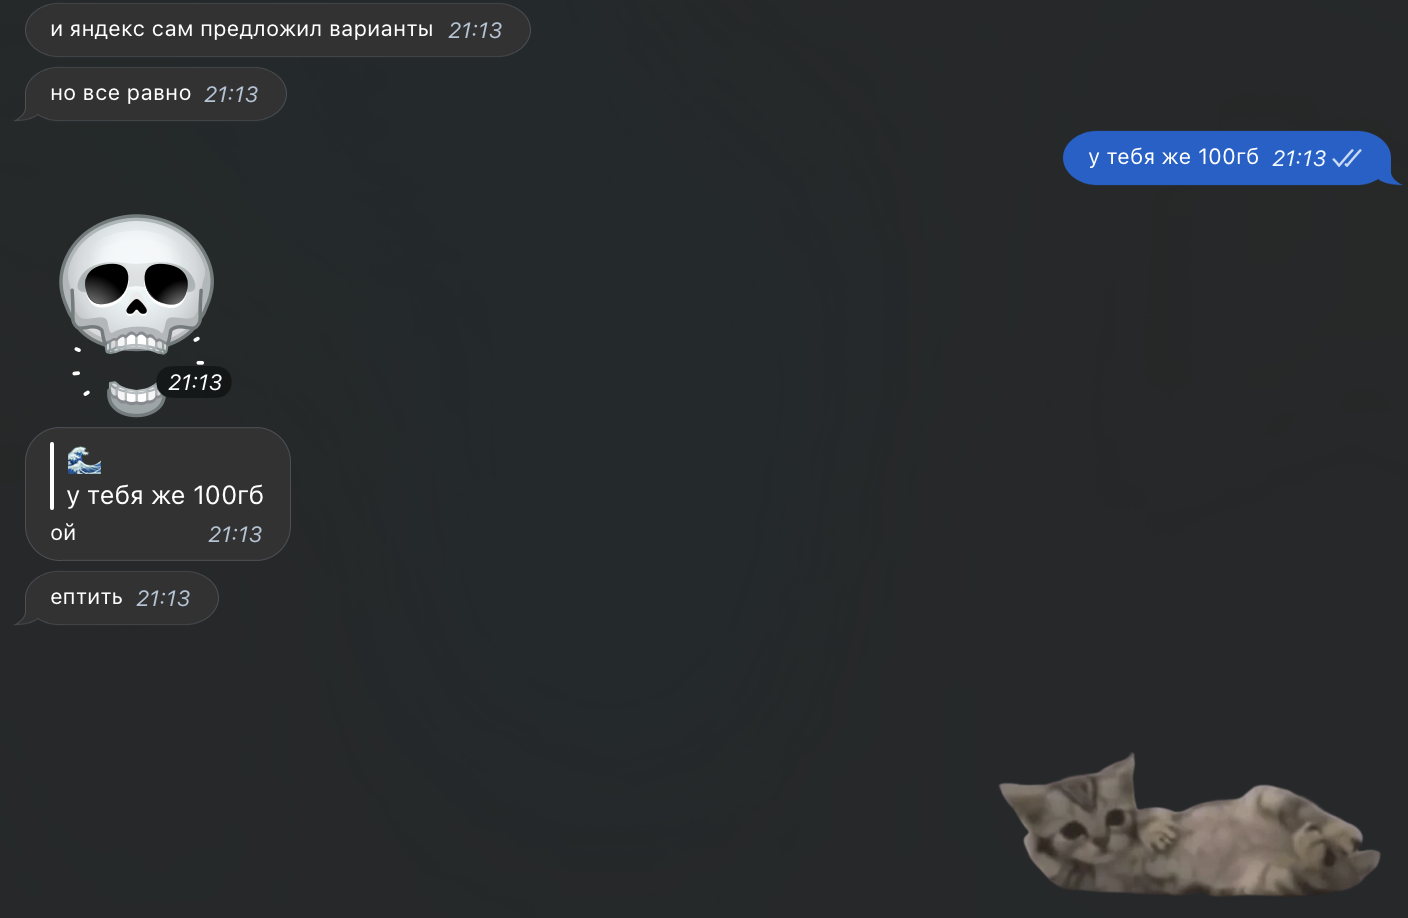 и яндекс сам предложил варианты 21:13
но все равно 21:13
у тебя же 100гб 21:13
21:13
🌊
у тебя же 100гб
ой 21:13
ептить 21:13